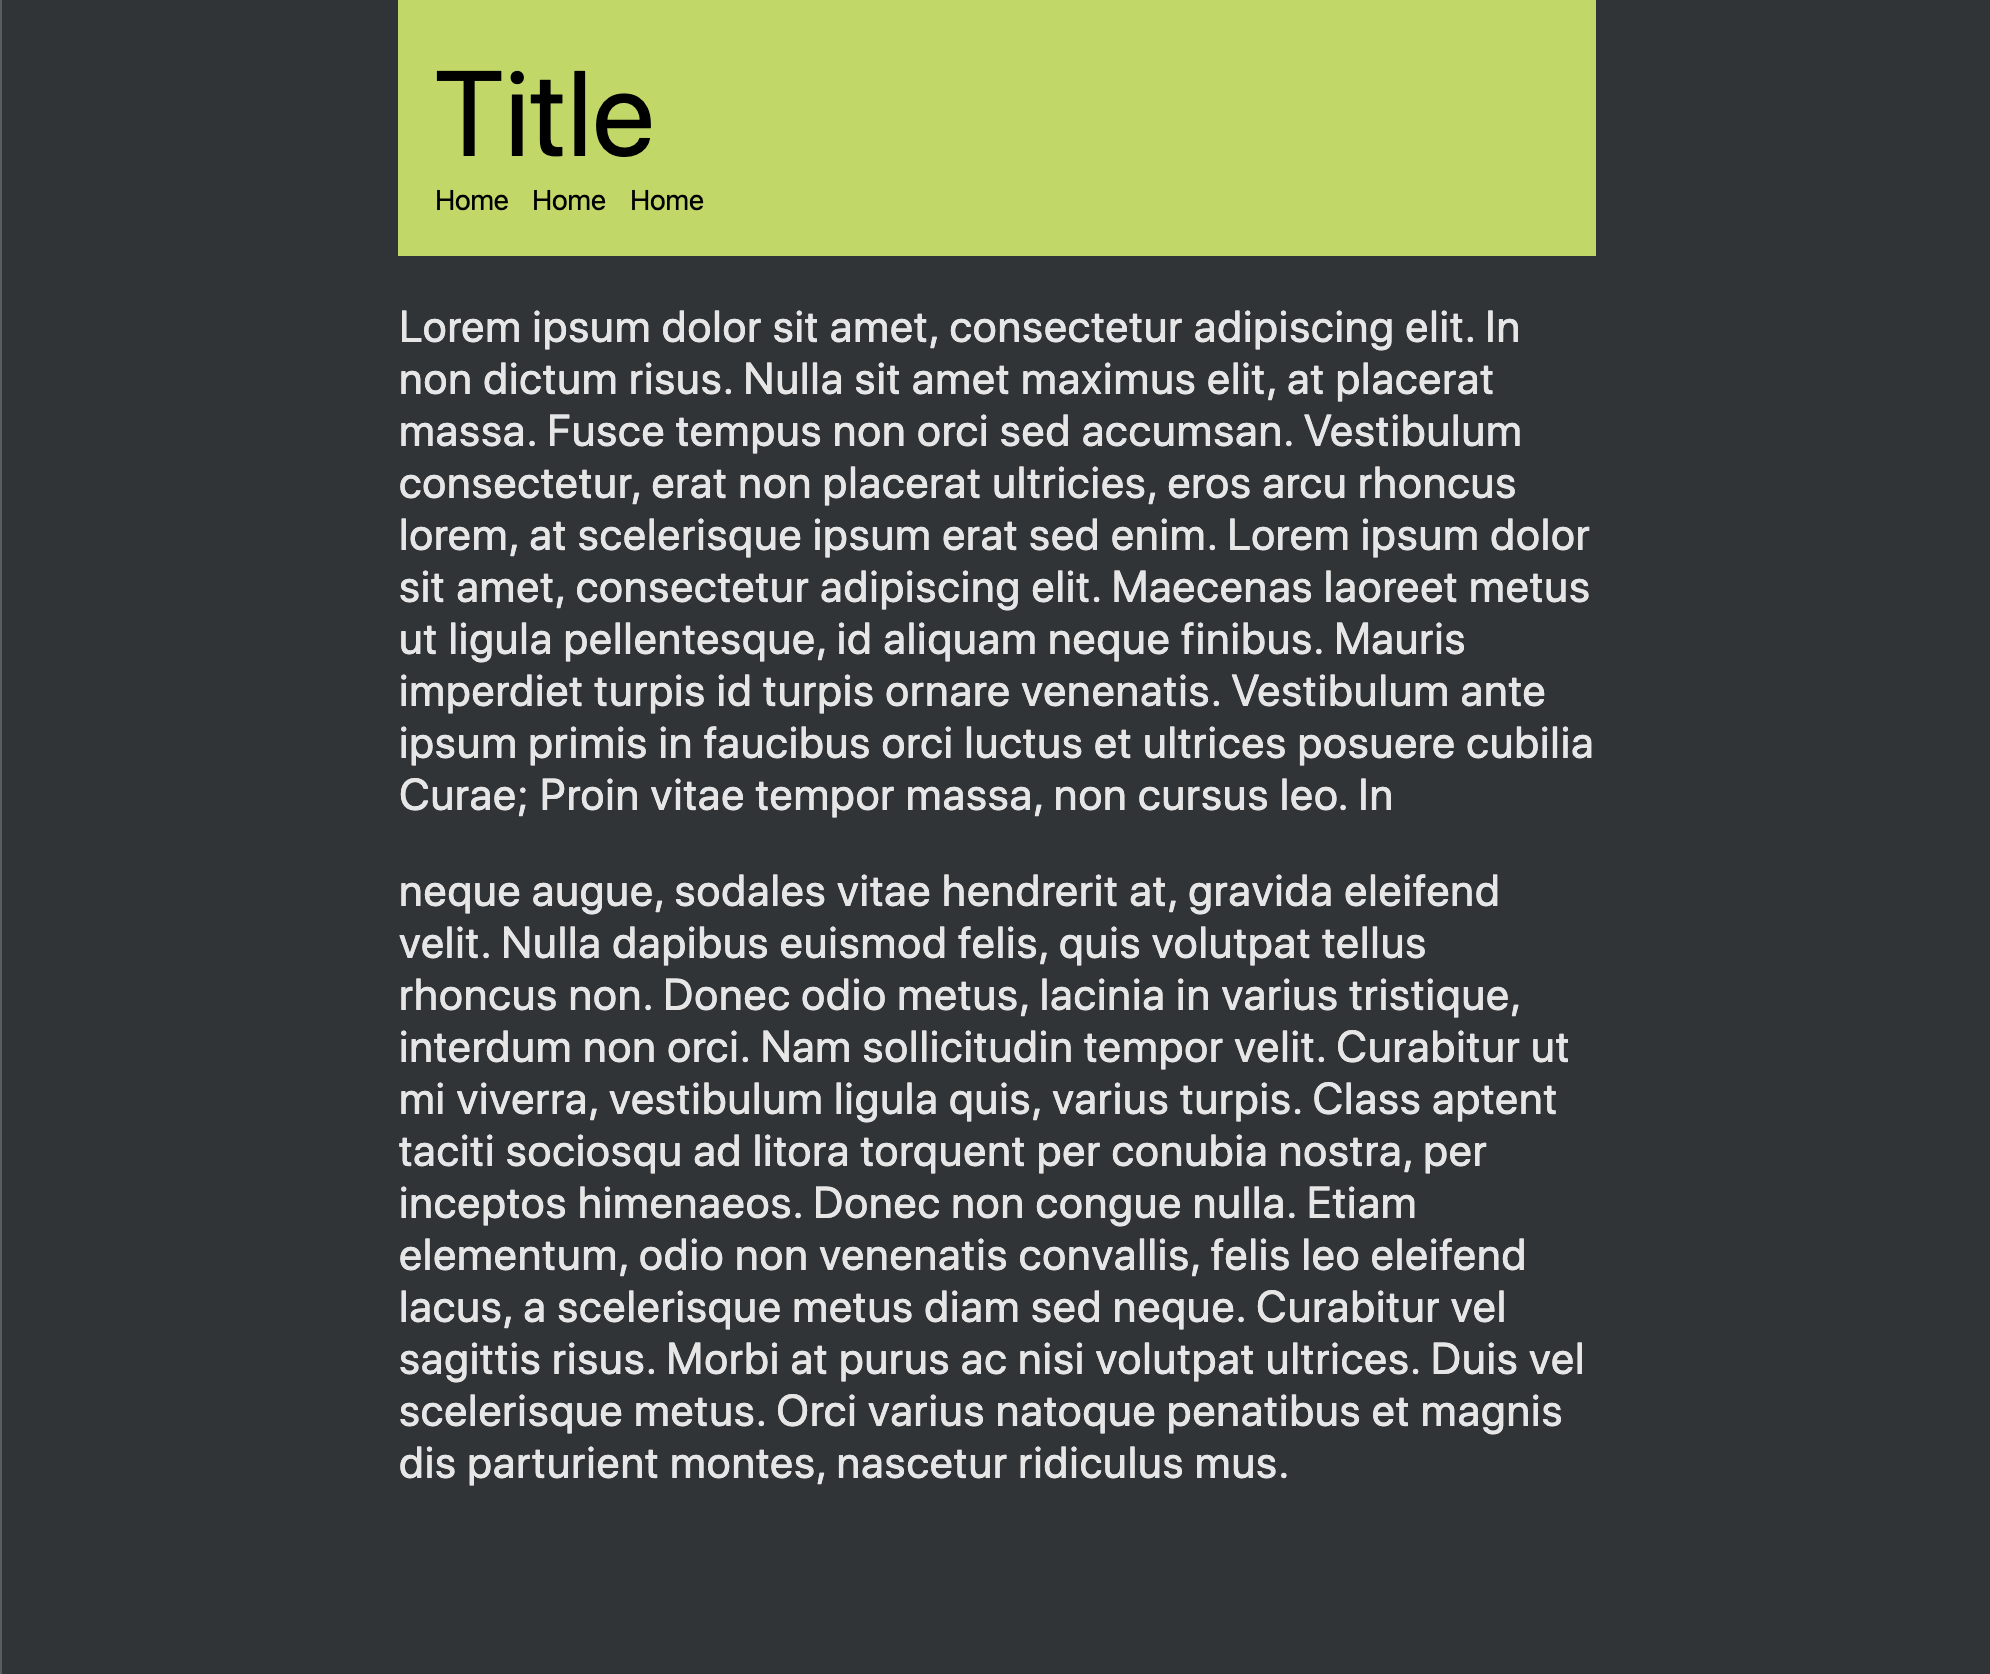 Title
Home Home Home
Lorem ipsum dolor sit amet, consectetur adipiscing elit. In
non dictum risus. Nulla sit amet maximus elit, at placerat
massa. Fusce tempus non orci sed accumsan. Vestibulum
consectetur, erat non placerat ultricies, eros arcu rhoncus
lorem, at scelerisque ipsum erat sed enim. Lorem ipsum dolor
sit amet, consectetur adipiscing elit. Maecenas laoreet metus
ut ligula pellentesque, id aliquam neque finibus. Mauris
imperdiet turpis id turpis ornare venenatis. Vestibulum ante
ipsum primis in faucibus orci luctus et ultrices posuere cubilia
Curae; Proin vitae tempor massa, non cursus leo. In
neque augue, sodales vitae hendrerit at, gravida eleifend
velit. Nulla dapibus euismod felis, quis volutpat tellus
rhoncus non. Donec odio metus, lacinia in varius tristique,
interdum non orci. Nam sollicitudin tempor velit. Curabitur ut
mi viverra, vestibulum ligula quis, varius turpis. Class aptent
taciti sociosqu ad litora torquent per conubia nostra, per
inceptos himenaeos. Donec non congue nulla. Etiam
elementum, odio non venenatis convallis, felis leo eleifend
lacus, a scelerisque metus diam sed neque. Curabitur vel
sagittis risus. Morbi at purus ac nisi volutpat ultrices. Duis vel
scelerisque metus. Orci varius natoque penatibus et magnis
dis parturient montes, nascetur ridiculus mus.